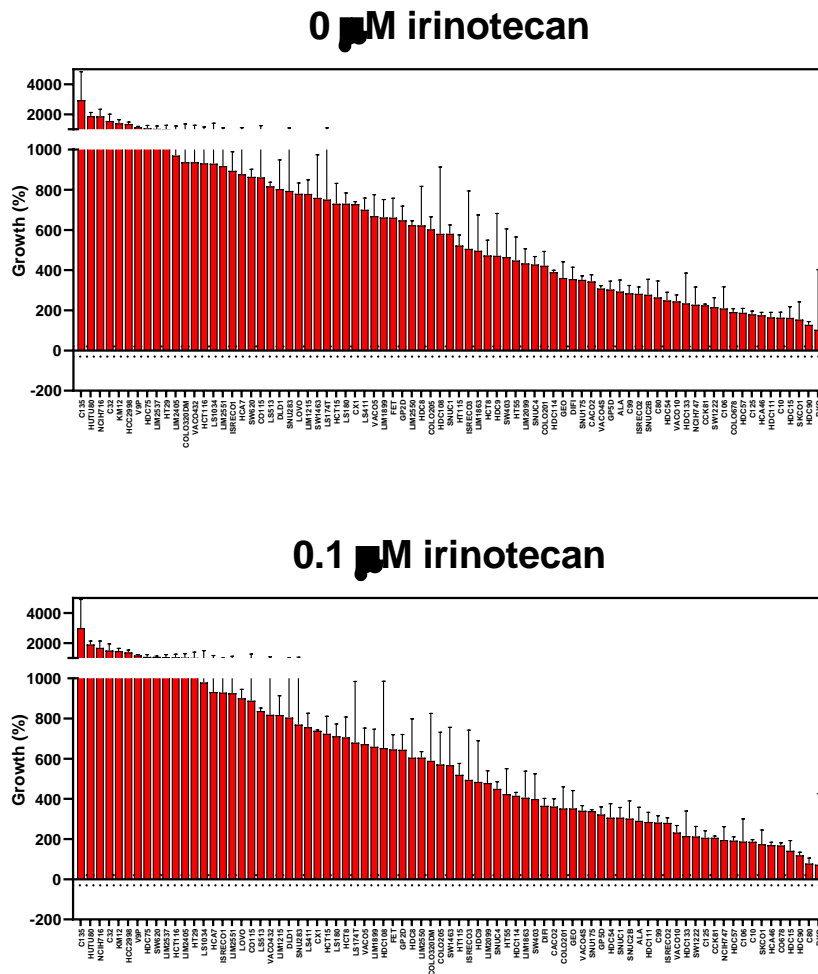 0 µM irinotecan
4000
2000
1000
800
600
400
200
0
-200
Growth (%)
C135
HUTU80
NCIH716
C32
KM12
HCC2998
V9P
HDC75
LIM2537
HT29
LIM2405
COLO320DM
VACO432
HCT116
LS1034
LIM2551
ISRECO1
HCA7
SW620
CO115
LS513
DLD1
SNU283
LOVO
LIM1215
SW1463
LS174T
HCT15
LS180
CX1
LS411
VACO5
LIM1899
FET
GP2D
LIM2550
HDC8
COLO205
HDC108
SNUC1
HT115
ISRECO3
LIM1863
HCT8
HDC9
SW403
HT55
LIM2099
SNUC4
COLO201
HDC114
GEO
DIFI
SNU175
CACO2
VACO4S
GP5D
ALA
C99
ISRECO2
SNUC2B
C80
HDC54
VACO10
HDC133
NCIH747
CCK81
SW1222
C106
COLO678
HDC57
C125
HCA46
HDC111
C10
HDC15
SKCO1
HDC90
0.1 µM irinotecan
4000
2000
1000
800
600
400
200
0
-200
Growth (%)
C135
HUTU80
NCIH716
C32
KM12
HCC2998
V9P
HDC75
SW620
LIM2537
HCT116
LIM2405
HT29
LS1034
HCA7
ISRECO1
LIM2551
LOVO
CO115
LS513
VACO432
LIM1215
DLD1
SNU283
LS411
CX1
HCT15
LS180
HCT8
LS174T
VACO5
LIM1899
HDC108
FET
GP2D
HDC8
LIM2550
COLO320DM
COLO205
SW1463
HT115
ISRECO3
HDC9
LIM2099
SNUC4
HT55
HDC114
LIM1863
SW403
DIFI
CACO2
COLO201
GEO
VACO4S
SNU175
GP5D
HDC54
SNUC1
SNUC2B
ALA
HDC111
C99
ISRECO2
VACO10
HDC133
SW1222
C125
CCK81
NCIH747
HDC57
C106
C10
SKCO1
HCA46
CO678
HDC15
HDC90
C80